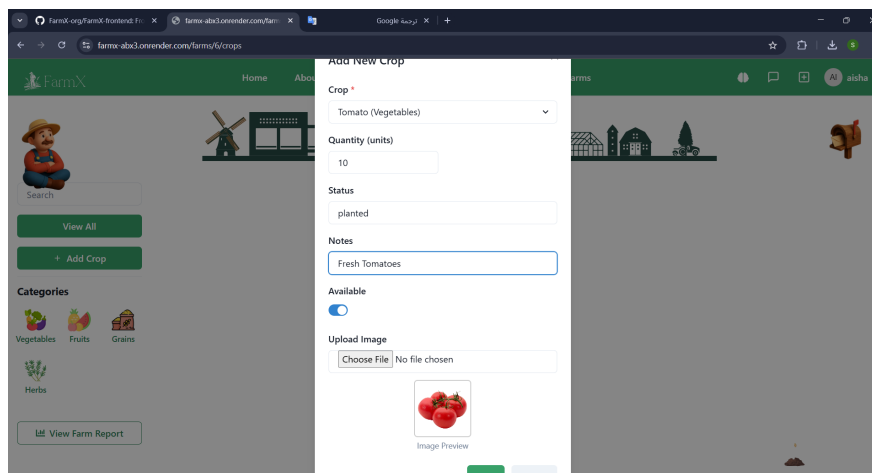 FarmX-org/FarmX-frontend: Fr
farmx-abx3.onrender.com/farm
ترجمة Google
farmx-abx3.onrender.com/farms/6/crops
S
FarmX
Home
Abou
arms
AI
aisha
Add New Crop
Crop *
Tomato (Vegetables)
Quantity (units)
10
Status
planted
Notes
Fresh Tomatoes
Available
Upload Image
Choose File No file chosen
Image Preview
Search
View All
+ Add Crop
Categories
Vegetables Fruits Grains
Herbs
View Farm Report